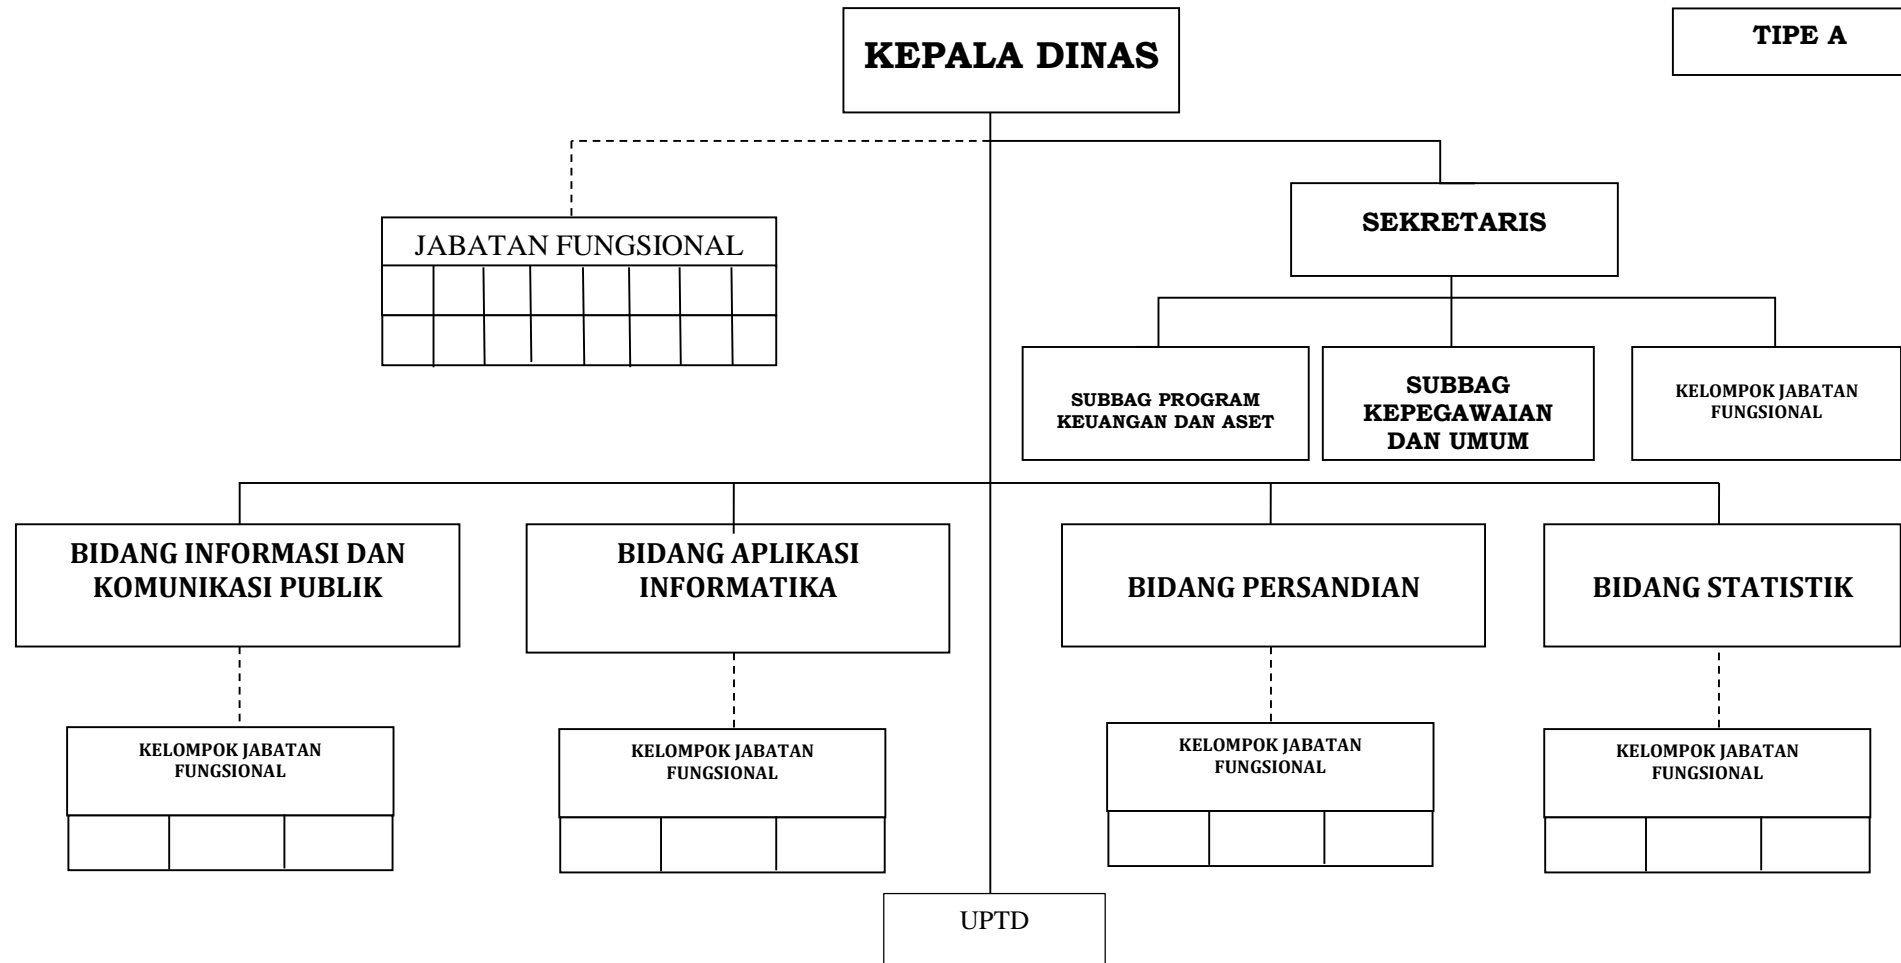 KEPALA DINAS
TIPE A
JABATAN FUNGSIONAL
SEKRETARIS
SUBBAG PROGRAM
KEUANGAN DAN ASET
SUBBAG
KEPEGAWAIAN
DAN UMUM
KELOMPOK JABATAN
FUNGSIONAL
BIDANG INFORMASI DAN
KOMUNIKASI PUBLIK
BIDANG APLIKASI
INFORMATIKA
BIDANG PERSANDIAN
BIDANG STATISTIK
KELOMPOK JABATAN
FUNGSIONAL
KELOMPOK JABATAN
FUNGSIONAL
KELOMPOK JABATAN
FUNGSIONAL
KELOMPOK JABATAN
FUNGSIONAL
UPTD